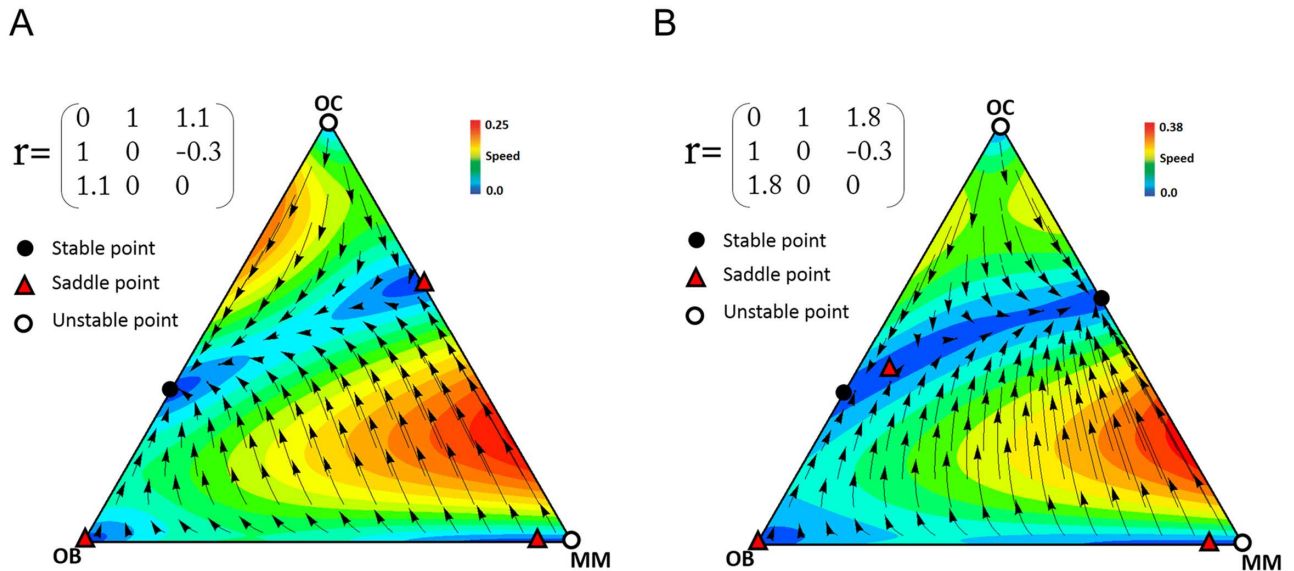 A
r= 0 1 1.1
1 0 -0.3
1.1 0 0
Stable point
Saddle point
Unstable point
OC
0.25
Speed
0.0
OB
MM
B
r= 0 1 1.8
1 0 -0.3
1.8 0 0
Stable point
Saddle point
Unstable point
OC
0.38
Speed
0.0
OB
MM